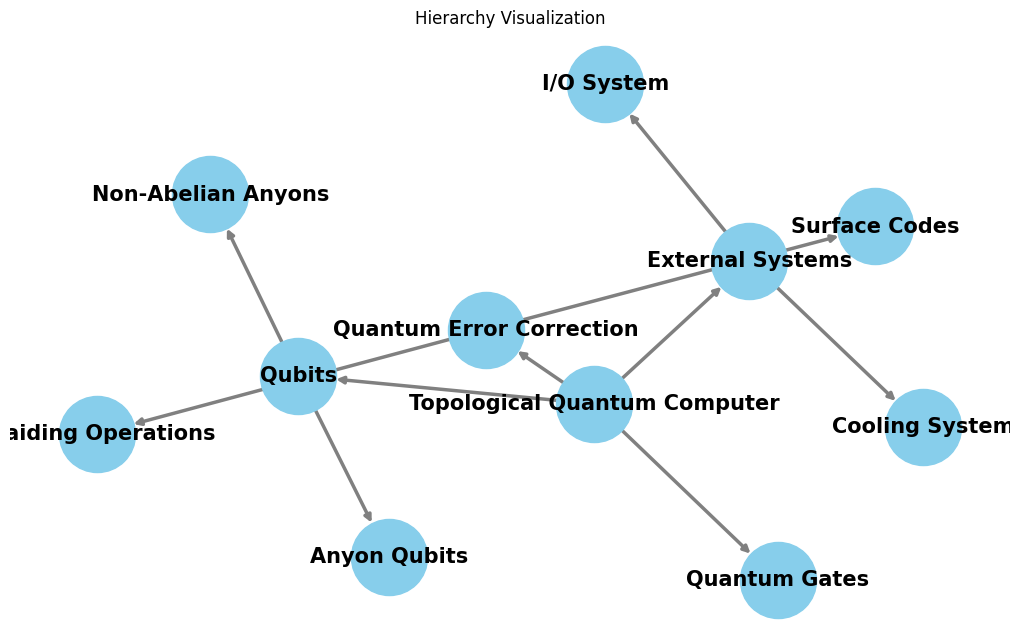 Hierarchy Visualization
I/O System
Non-Abelian Anyons
Surface Codes
External Systems
Quantum Error Correction
Qubits
Topological Quantum Computer
Cooling System
aiding Operations
Anyon Qubits
Quantum Gates